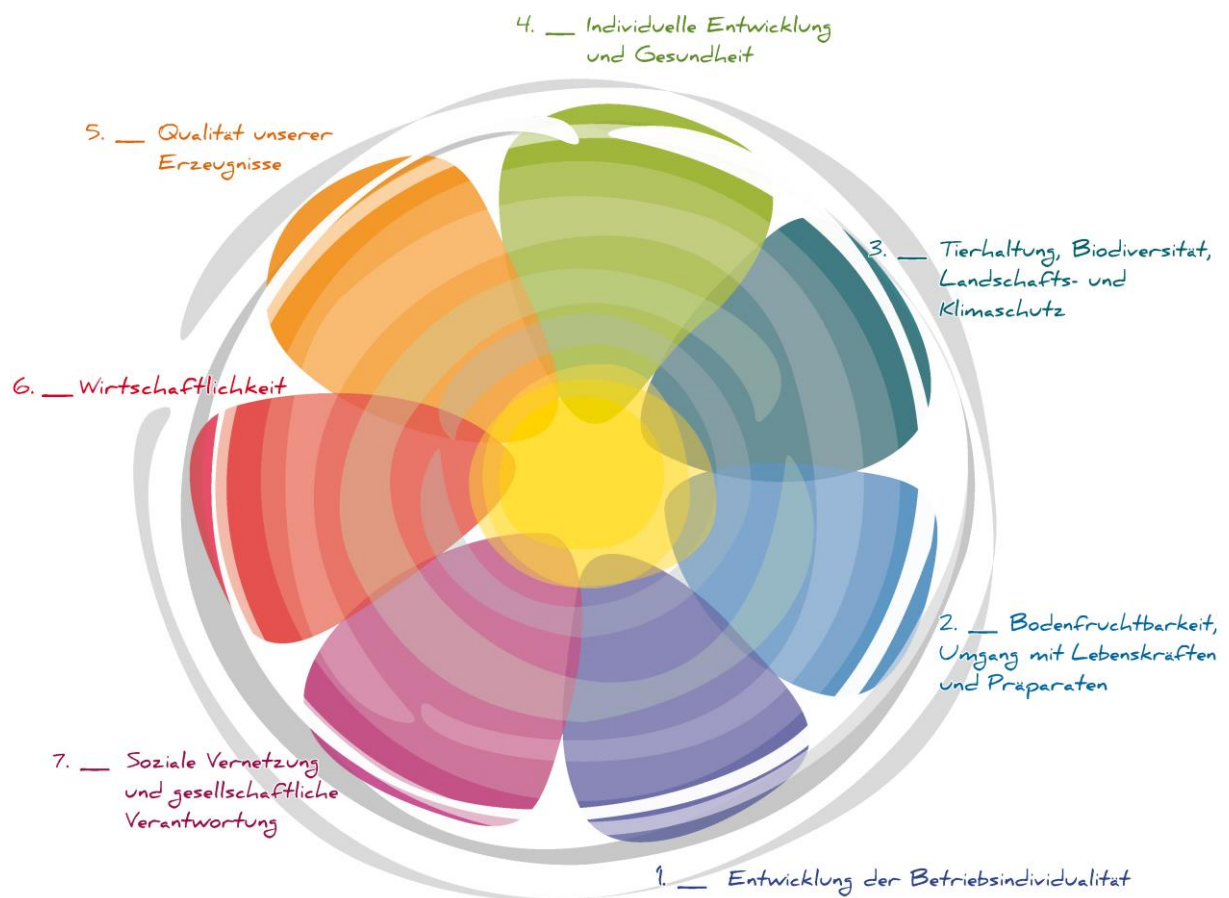 4. __ Individuelle Entwicklung
und Gesundheit
5. __ Qualität unserer
Erzeugnisse
3. __ Tierhaltung, Biodiversität,
Landschafts- und
Klimaschutz
6. __ Wirtschaftlichkeit
2. __ Bodenfruchtbarkeit,
Umgang mit Lebenskräften
und Präparaten
7. __ Soziale Vernetzung
und gesellschaftliche
Verantwortung
1. __ Entwicklung der Betriebsindividualität